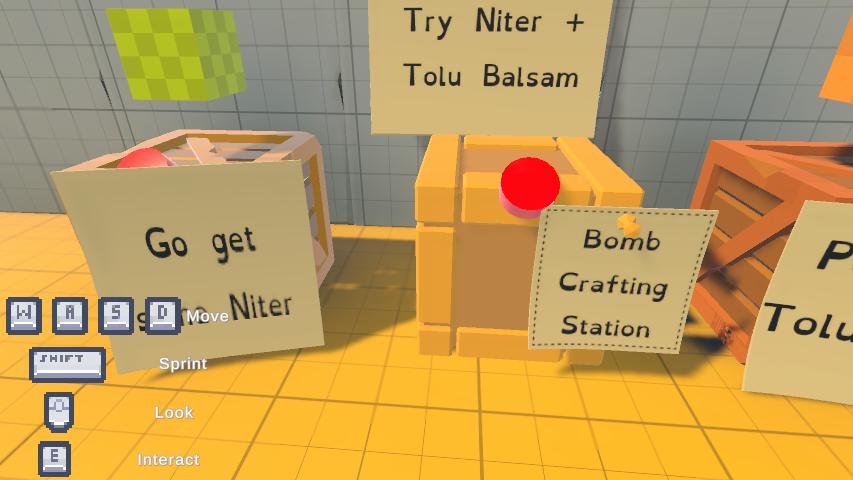 Try Niter +
Tolu Balsam
Go get
Niter
Bomb
Crafting
Station
P
Tolu
W A S D Move
SHIFT Sprint
Look
E Interact